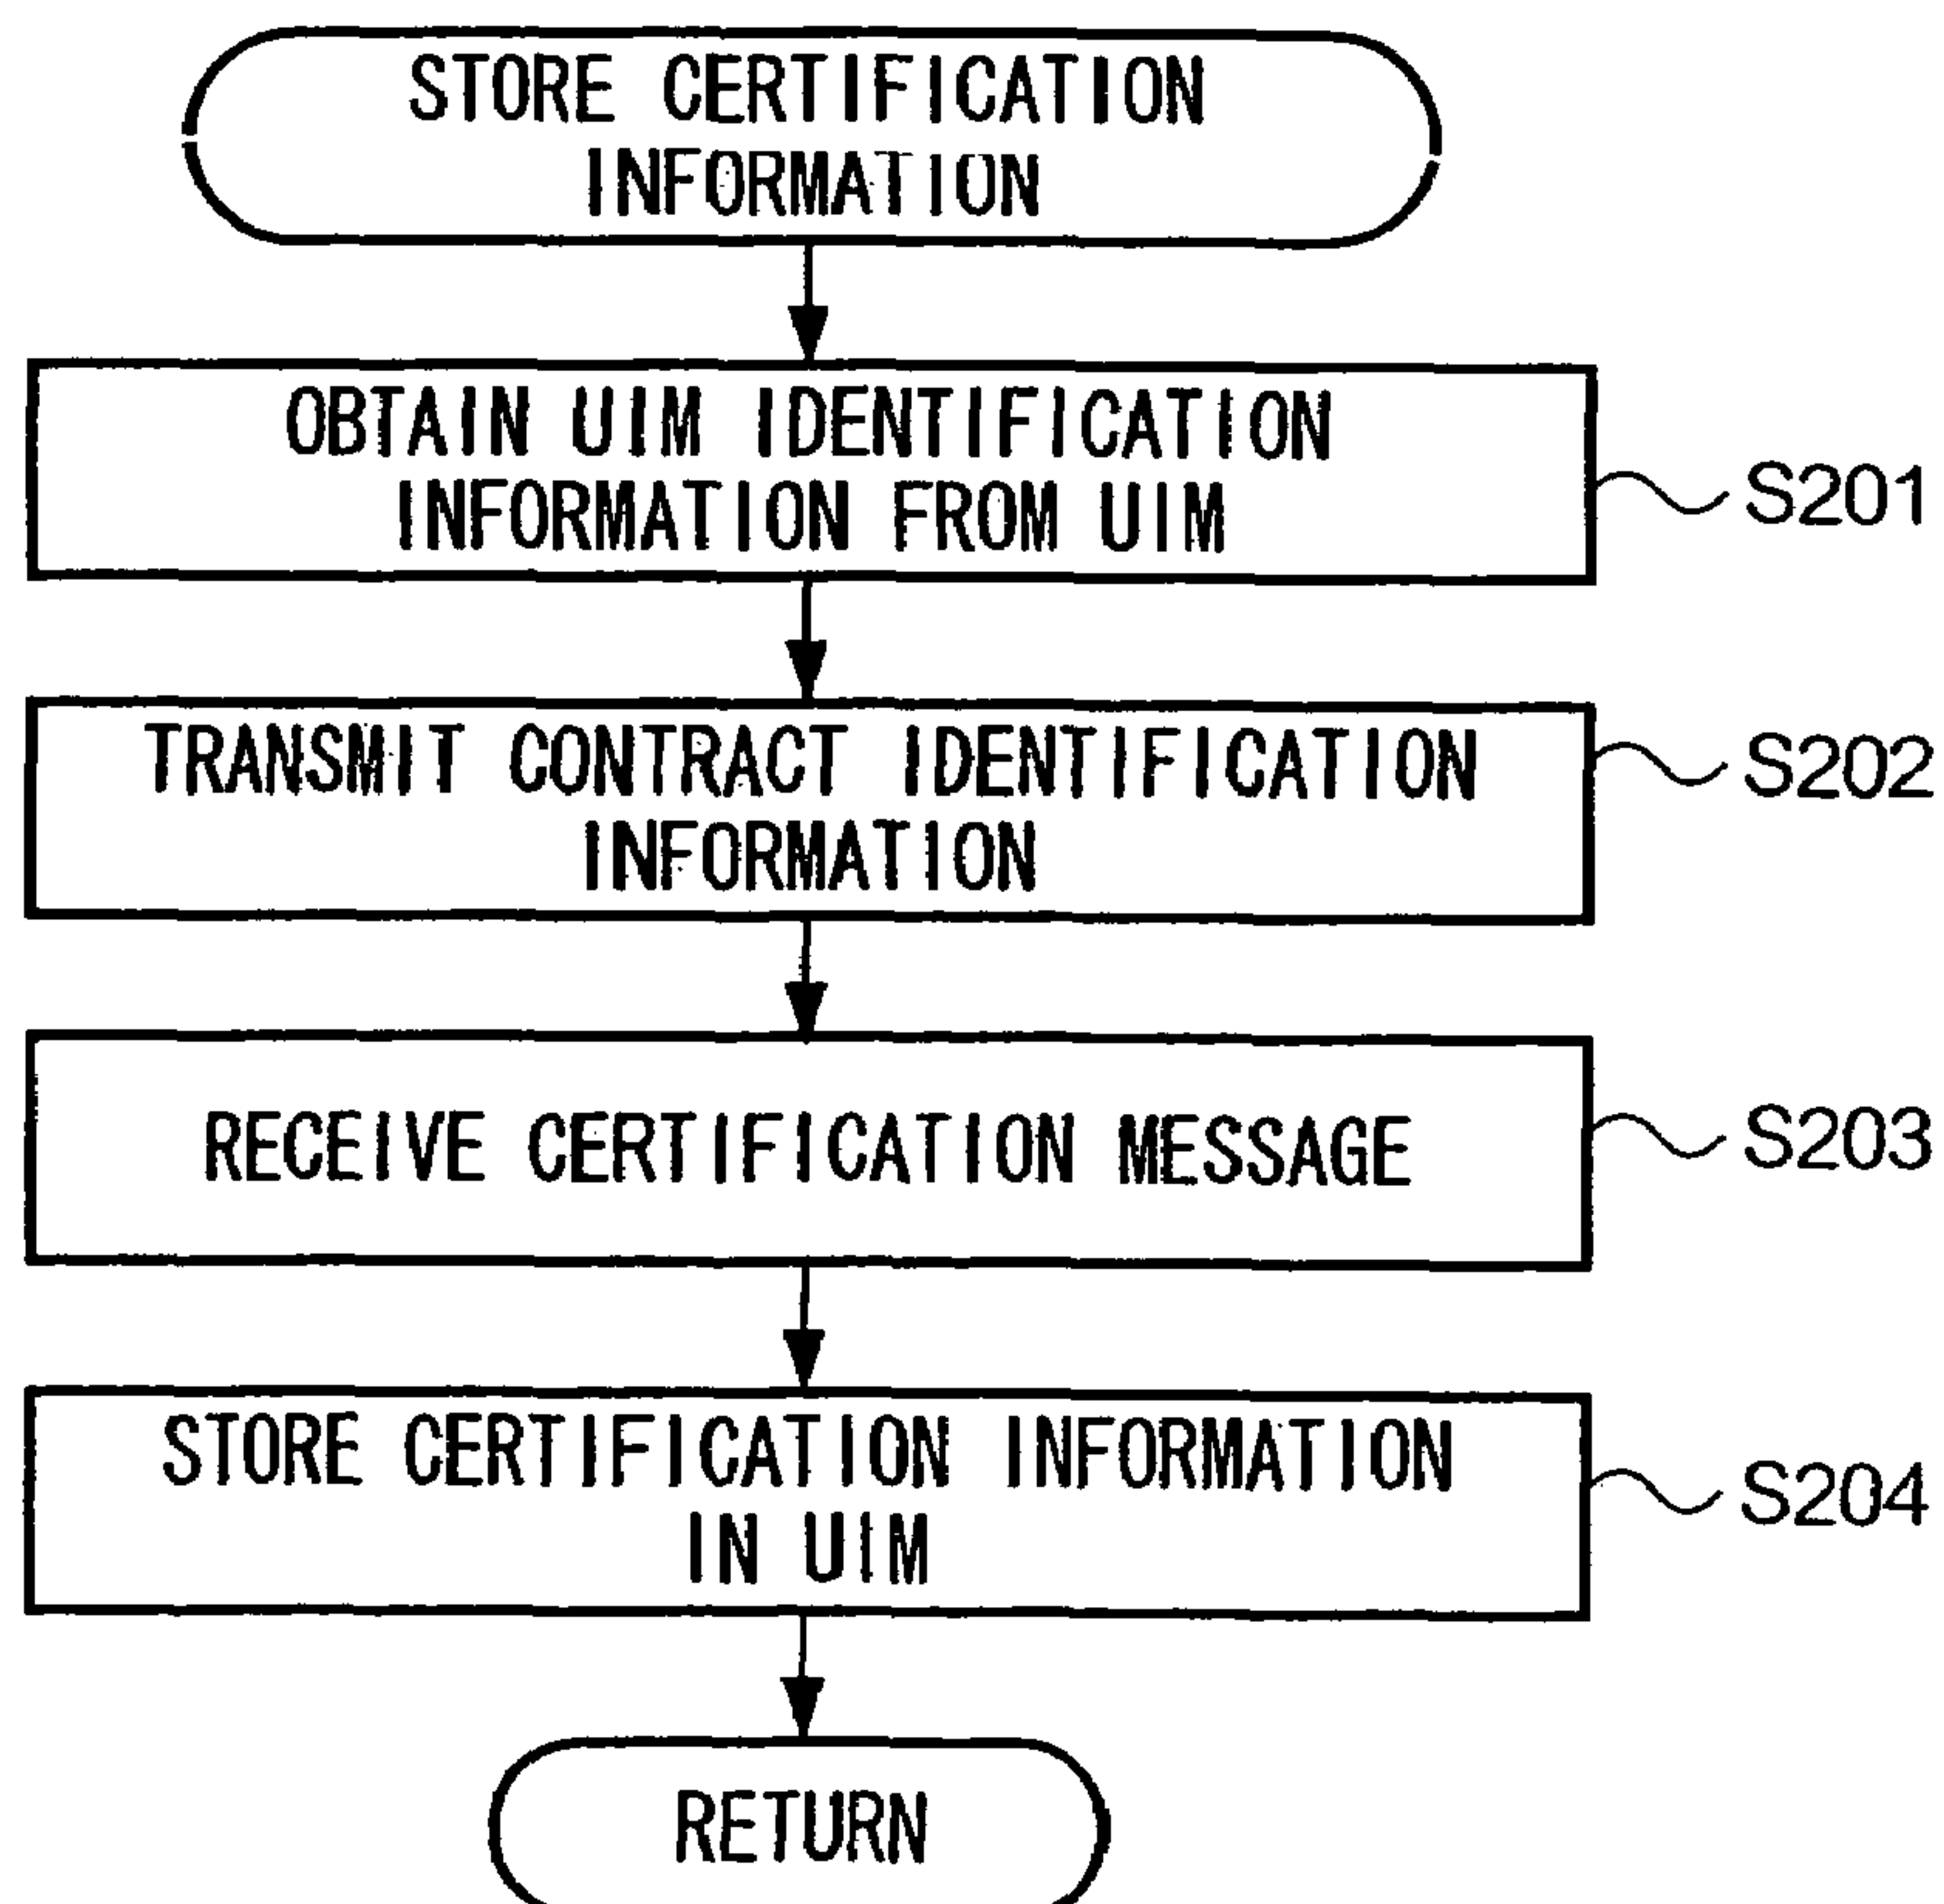 STORE CERTIFICATION
INFORMATION
OBTAIN UIM IDENTIFICATION
INFORMATION FROM UIM
S201
TRANSMIT CONTRACT IDENTIFICATION
INFORMATION
S202
RECEIVE CERTIFICATION MESSAGE
S203
STORE CERTIFICATION INFORMATION
IN UIM
S204
RETURN